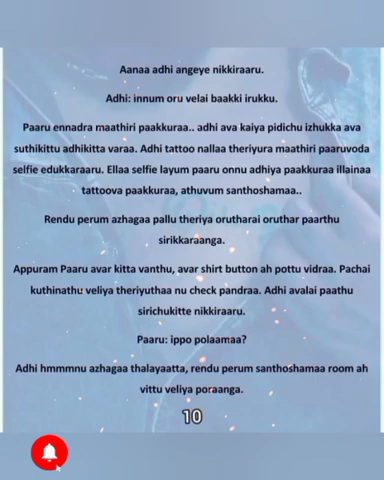 Aanaa adhi angeye nikkiraaru.
Adhi: innum oru velai baakki irukku.
Paaru ennadra maathiri paakkuraa.. adhi ava kaiya pidichu izhukka ava
suthikittu adhikitta varaa. Adhi tattoo nallaa theriyura maathiri paaruvoda
selfie edukkaraaru. Ellaa selfie layum paaru onnu adhiya paakkuraa illainaa
tattoova paakkuraa, athuvum santhoshamaa..
Rendu perum azhagaa pallu theriya orutharai oruthar paarthu
sirikkaraanga.
Appuram Paaru avar kitta vanthu, avar shirt button ah pottu vidraa. Pachai
kuthinathu veliya theriyuthaa nu check pandraa. Adhi avalai paathu
sirichukitte nikkiraaru.
Paaru: ippo polaamaa?
Adhi hmmmnu azhagaa thalayaatta, rendu perum santhoshamaa room ah
vittu veliya poraanga.
10